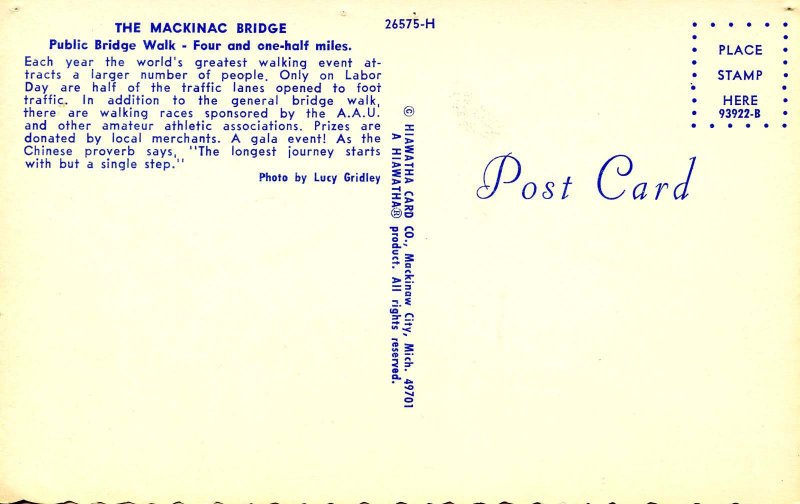 THE MACKINAC BRIDGE
Public Bridge Walk - Four and one-half miles.
Each year the world's greatest walking event at-
tracts a larger number of people. Only on Labor
Day are half of the traffic lanes opened to foot
traffic. In addition to the general bridge walk,
there are walking races sponsored by the A.A.U.
and other amateur athletic associations. Prizes are
donated by local merchants. A gala event! As the
Chinese proverb says, "The longest journey starts
with but a single step."
Photo by Lucy Gridley
26575-H
© HIAWATHA CARD CO., Mackinaw City, Mich. 49701
A HIAWATHA® product. All rights reserved.
PLACE
STAMP
HERE
93922-B
Post Card